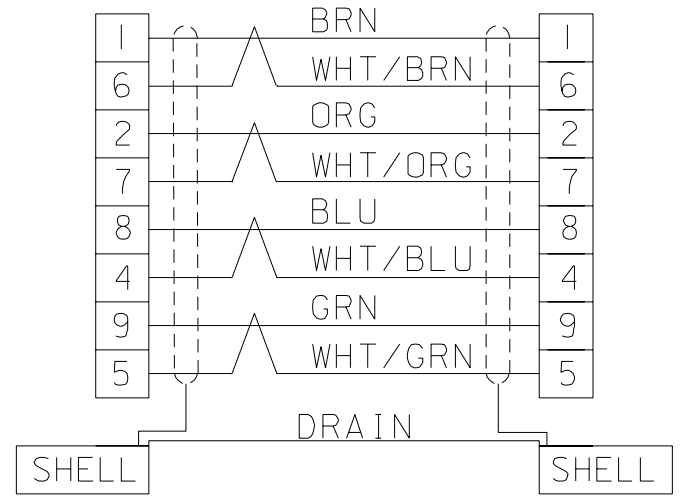 BRN
1 1
WHT/BRN
6 6
ORG
2 2
WHT/ORG
7 7
BLU
8 8
WHT/BLU
4 4
GRN
9 9
WHT/GRN
5 5
DRAIN
SHELL SHELL